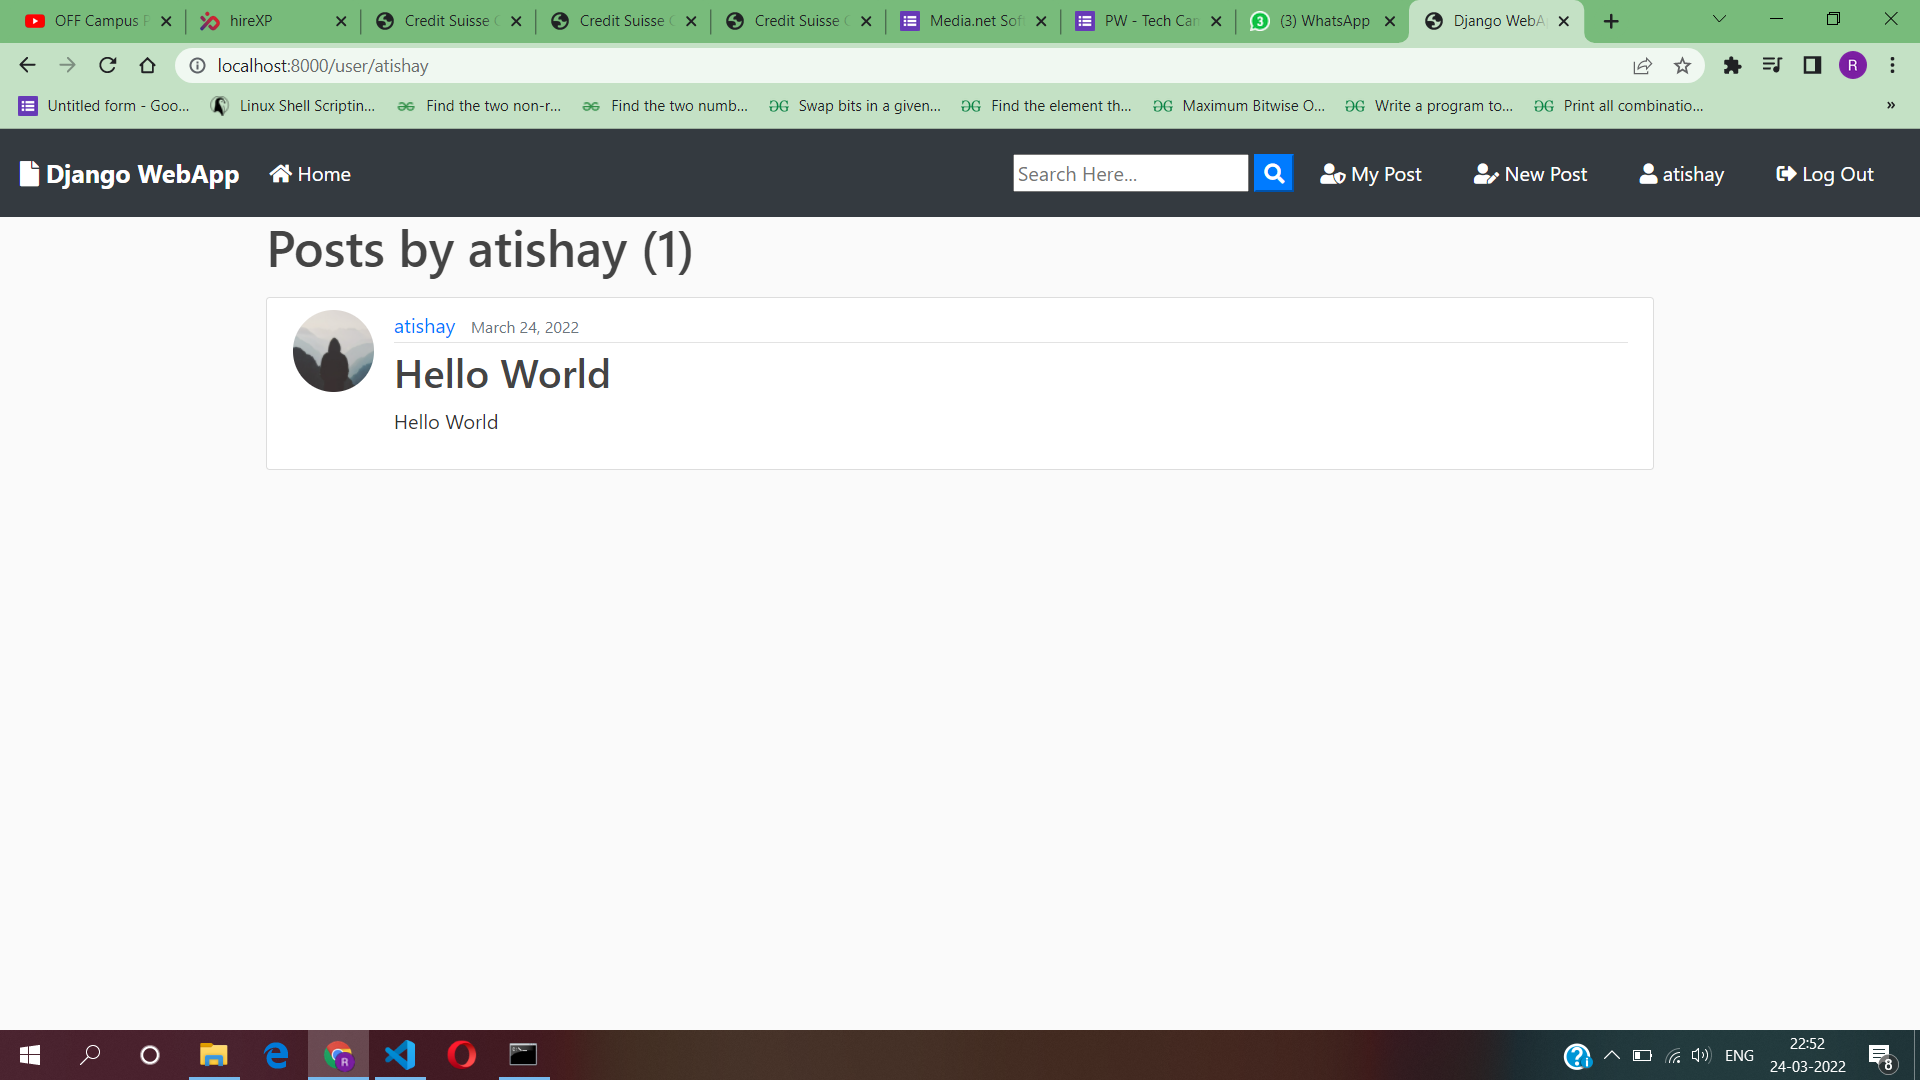 OFF Campus P
hireXP
Credit Suisse C
Credit Suisse C
Credit Suisse C
Media.net Soft
PW - Tech Cam
(3) WhatsApp
Django WebAp
localhost:8000/user/atishay
R
Untitled form - Goo...
Linux Shell Scriptin...
Find the two non-r...
Find the two numb...
Swap bits in a given...
Find the element th...
Maximum Bitwise O...
Write a program to...
Print all combinatio...
»
Django WebApp
Home
Search Here...
My Post
New Post
atishay
Log Out
Posts by atishay (1)
atishay March 24, 2022
Hello World
Hello World
ENG
22:52
24-03-2022
8